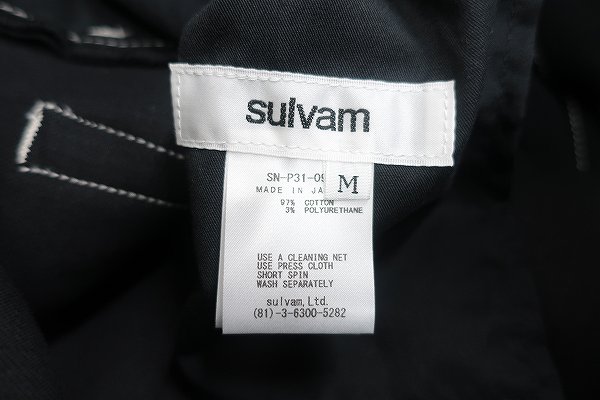 sulvam
SN-P31-0
M
MADE IN JA
97% COTTON
3% POLYURETHANE
USE A CLEANING NET
USE PRESS CLOTH
SHORT SPIN
WASH SEPARATELY
sulvam,Ltd.
(81)-3-6300-5282